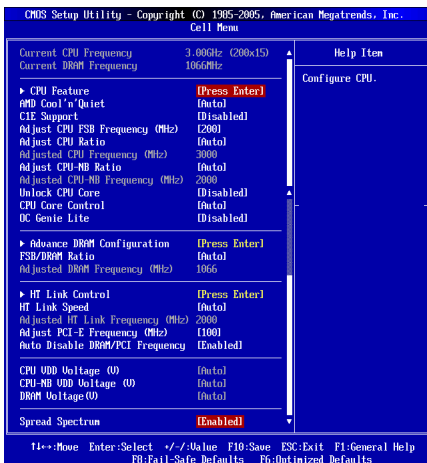 CMOS Setup Utility - Copyright (C) 1985-2005, American Megatrends, Inc.
Cell Menu
Current CPU Frequency 3.00GHz (200x15)
Current DRAM Frequency 1066MHz
▶ CPU Feature [Press Enter]
AMD Cool'n'Quiet [Auto]
C1E Support [Disabled]
Adjust CPU FSB Frequency (MHz) [200]
Adjust CPU Ratio [Auto]
Adjusted CPU Frequency (MHz) 3000
Adjust CPU-NB Ratio [Auto]
Adjusted CPU-NB Frequency (MHz) 2000
Unlock CPU Core [Disabled]
CPU Core Control [Auto]
OC Genie Lite [Disabled]
▶ Advance DRAM Configuration [Press Enter]
FSB/DRAM Ratio [Auto]
Adjusted DRAM Frequency (MHz) 1066
▶ HT Link Control [Press Enter]
HT Link Speed [Auto]
Adjusted HT Link Frequency (MHz) 2000
Adjust PCI-E Frequency (MHz) [100]
Auto Disable DRAM/PCI Frequency [Enabled]
CPU VDD Voltage (V) [Auto]
CPU-NB VDD Voltage (V) [Auto]
DRAM Voltage(V) [Auto]
Spread Spectrum [Enabled]
Help Item
Configure CPU.
↑↓←→:Move Enter:Select +/-/:Value F10:Save ESC:Exit F1:General Help
F8:Fail-Safe Defaults F6:Optimized Defaults